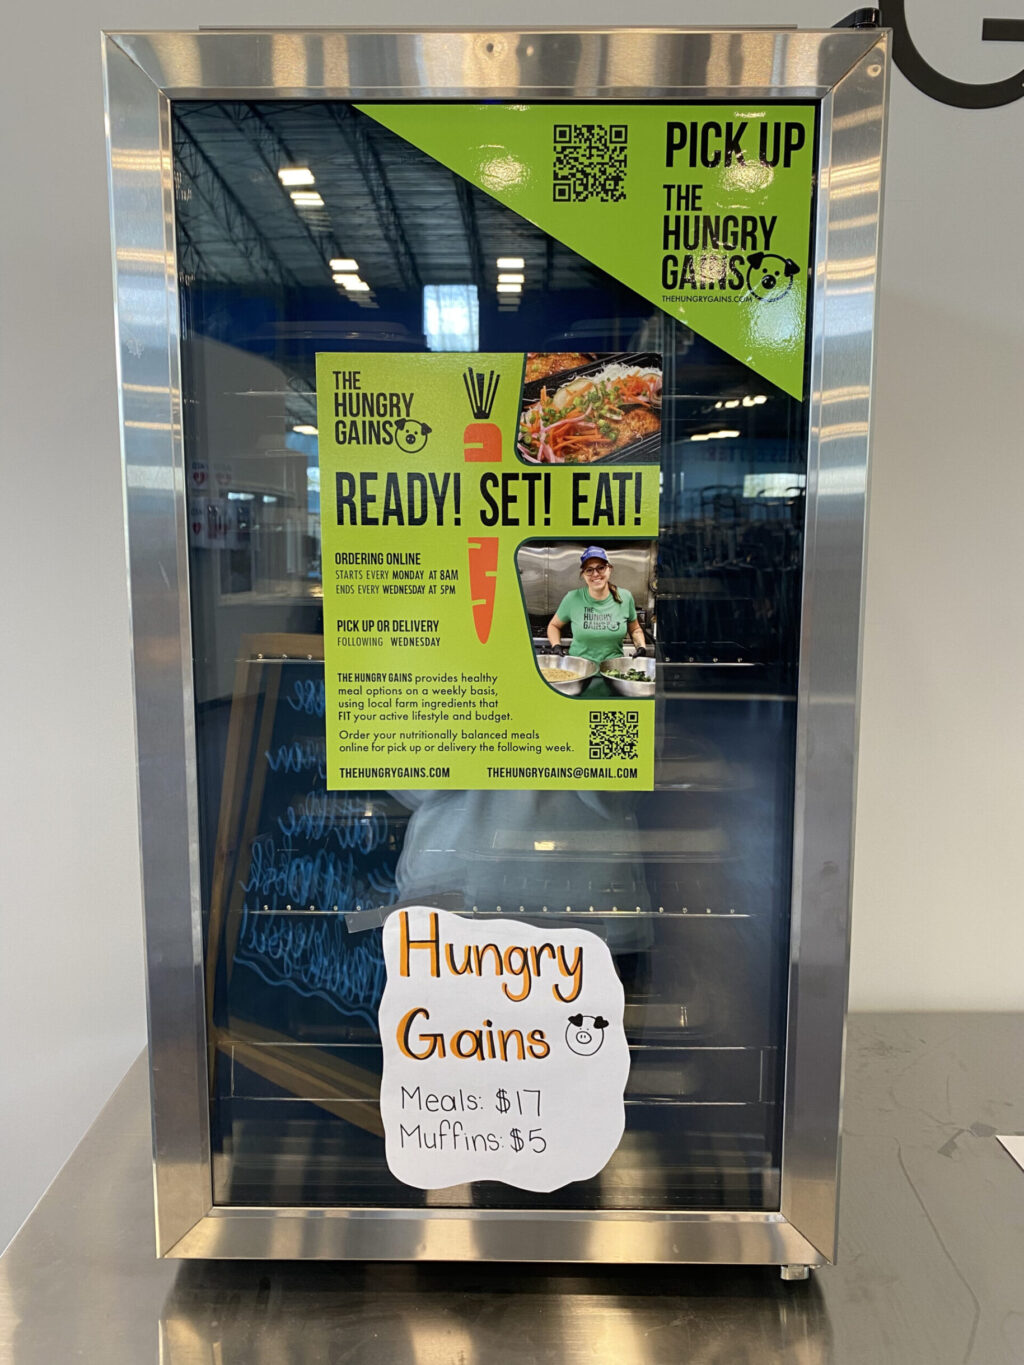 PICK UP
THE
HUNGRY
GAINS
THEHUNGRYGAINS.COM
THE
HUNGRY
GAINS
READY! SET! EAT!
ORDERING ONLINE
STARTS EVERY MONDAY AT 8AM
ENDS EVERY WEDNESDAY AT 5PM
PICK UP OR DELIVERY
FOLLOWING WEDNESDAY
THE HUNGRY GAINS
THE HUNGRY GAINS provides healthy
meal options on a weekly basis,
using local farm ingredients that
FIT your active lifestyle and budget.
Order your nutritionally balanced meals
online for pick up or delivery the following week.
THEHUNGRYGAINS.COM THEHUNGRYGAINS@GMAIL.COM
Hungry
Gains
Meals: $17
Muffins: $5
G